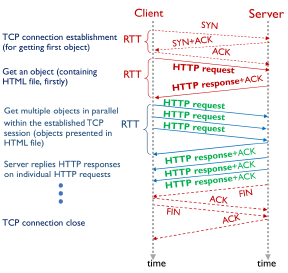 Client
Server
SYN
TCP connection establishment
(for getting first object)
RTT
SYN+ACK
ACK
Get an object (containing
HTML file, firstly)
RTT
HTTP request
HTTP response+ACK
Get multiple objects in parallel
within the established TCP
session (objects presented in
HTML file)
RTT
HTTP request
HTTP request
HTTP request
Server replies HTTP responses
on individual HTTP requests
HTTP response+ACK
HTTP response+ACK
HTTP response+ACK
FIN
ACK
FIN
ACK
TCP connection close
time
time